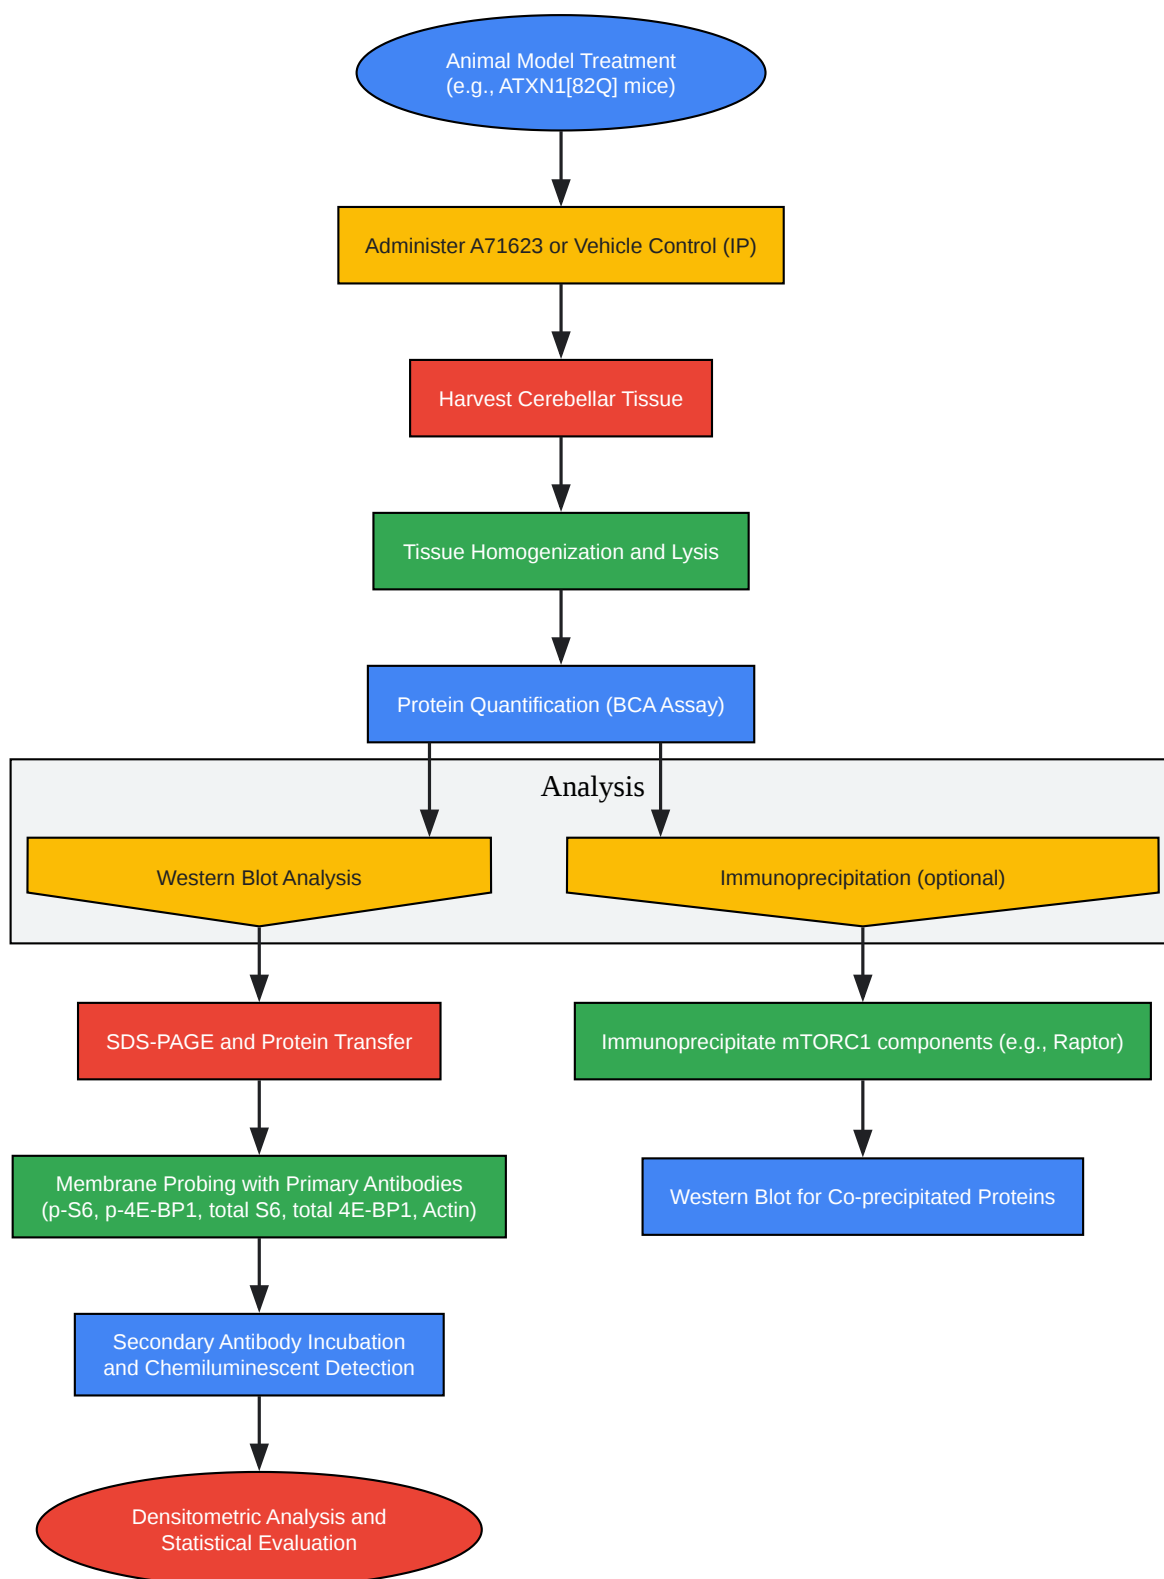 Animal Model Treatment
(e.g., ATXN1[82Q] mice)
Administer A71623 or Vehicle Control (IP)
Harvest Cerebellar Tissue
Tissue Homogenization and Lysis
Protein Quantification (BCA Assay)
Analysis
Western Blot Analysis
Immunoprecipitation (optional)
SDS-PAGE and Protein Transfer
Immunoprecipitate mTORC1 components (e.g., Raptor)
Membrane Probing with Primary Antibodies
(p-S6, p-4E-BP1, total S6, total 4E-BP1, Actin)
Western Blot for Co-precipitated Proteins
Secondary Antibody Incubation
and Chemiluminescent Detection
Densitometric Analysis and
Statistical Evaluation